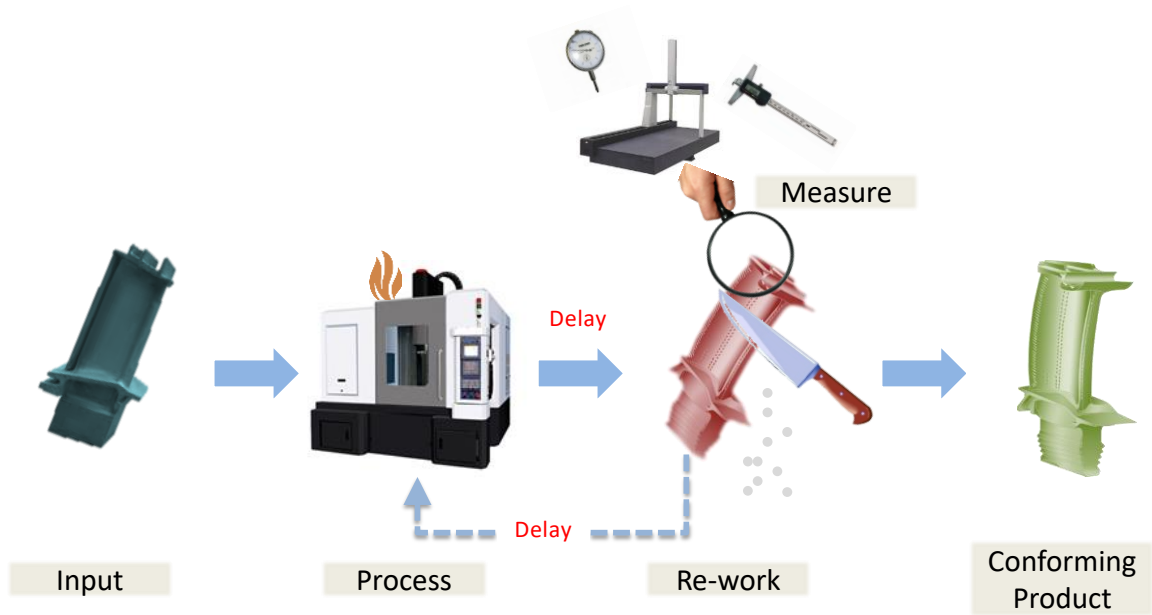 Measure
Delay
Delay
Input
Process
Re-work
Conforming
Product